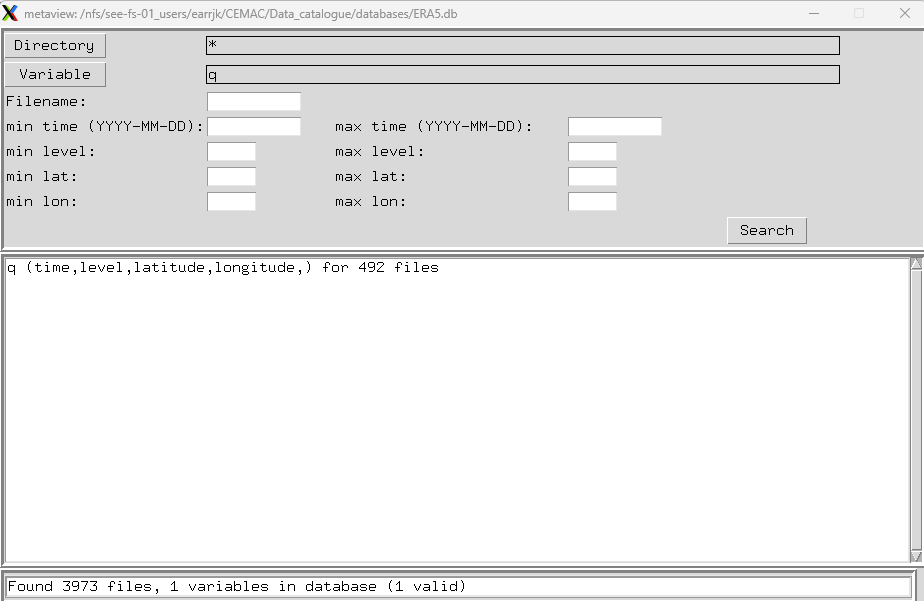 metaview: /nfs/see-fs-01_users/earrjk/CEMAC/Data_catalogue/databases/ERA5.db
Directory *
Variable q
Filename:
min time (YYYY-MM-DD): max time (YYYY-MM-DD):
min level: max level:
min lat: max lat:
min lon: max lon:
Search
q (time,level,latitude,longitude,) for 492 files
Found 3973 files, 1 variables in database (1 valid)